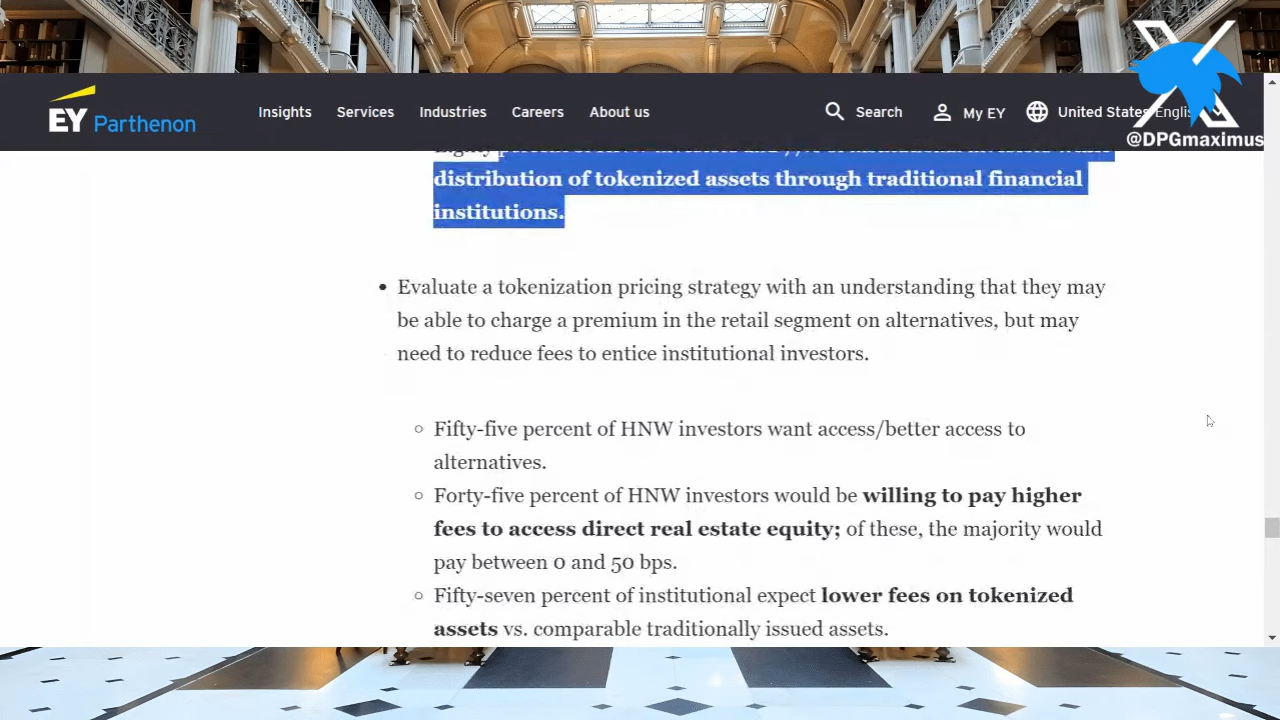 EY Parthenon
Insights Services Industries Careers About us
Search My EY United States English
@DPGmaximus
distribution of tokenized assets through traditional financial
institutions.
• Evaluate a tokenization pricing strategy with an understanding that they may
be able to charge a premium in the retail segment on alternatives, but may
need to reduce fees to entice institutional investors.
◦ Fifty-five percent of HNW investors want access/better access to
alternatives.
◦ Forty-five percent of HNW investors would be willing to pay higher
fees to access direct real estate equity; of these, the majority would
pay between 0 and 50 bps.
◦ Fifty-seven percent of institutional expect lower fees on tokenized
assets vs. comparable traditionally issued assets.